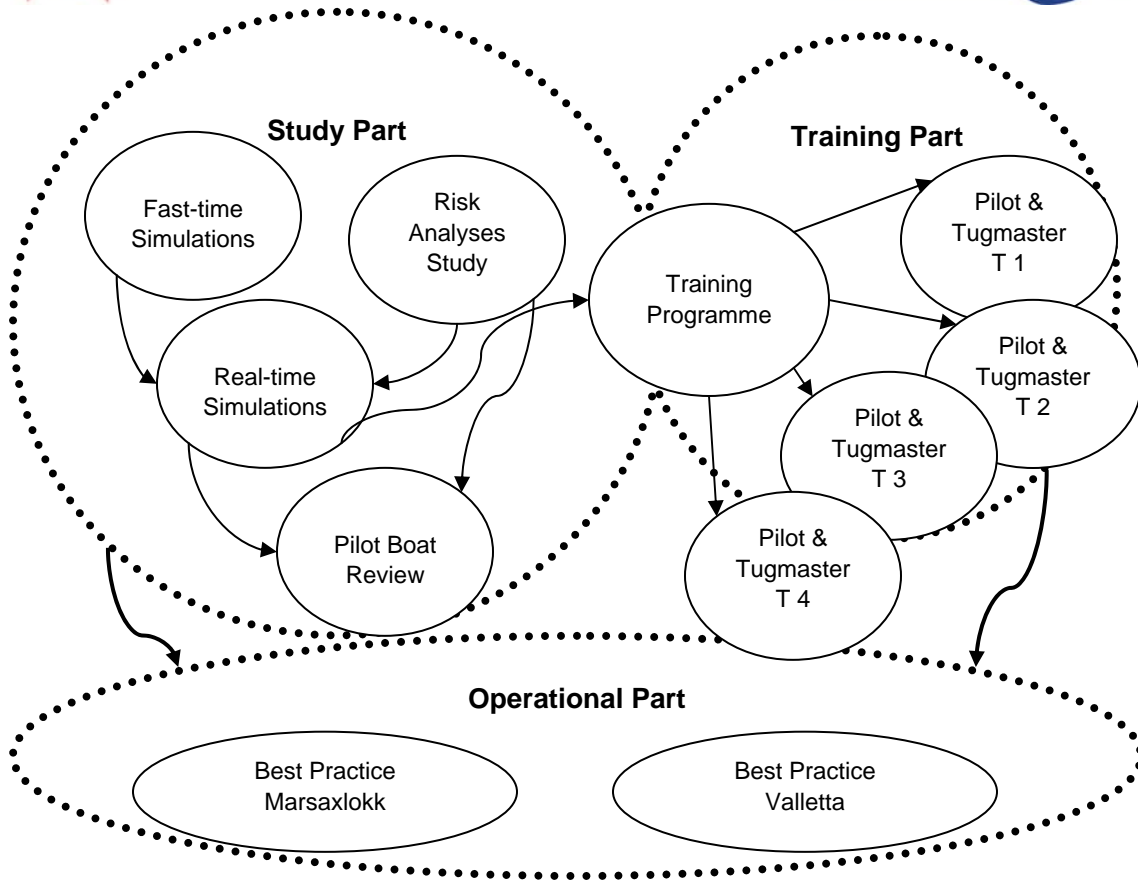 Study Part
Training Part
Fast-time
Simulations
Risk
Analyses
Study
Pilot &
Tugmaster
T 1
Training
Programme
Real-time
Simulations
Pilot &
Tugmaster
T 2
Pilot &
Tugmaster
T 3
Pilot Boat
Review
Pilot &
Tugmaster
T 4
Operational Part
Best Practice
Marsaxlokk
Best Practice
Valletta